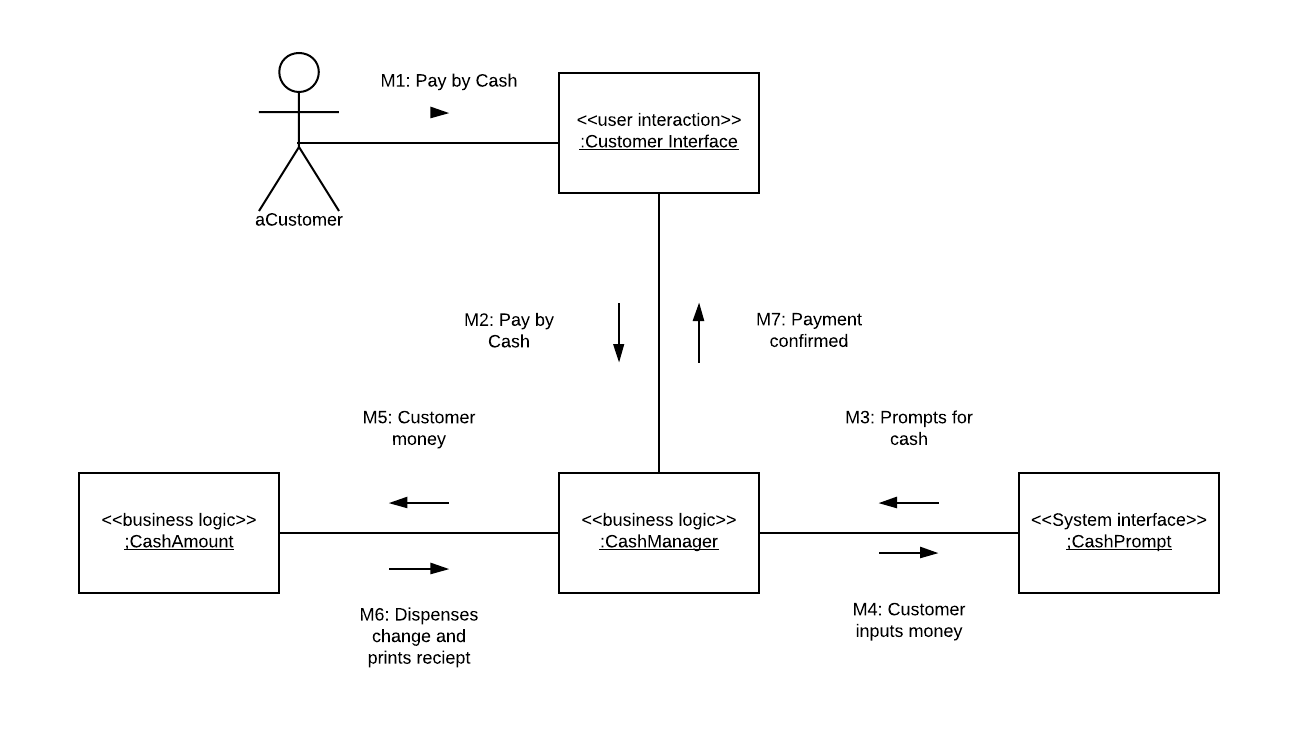 M1: Pay by Cash
<<user interaction>>
:Customer Interface
aCustomer
M2: Pay by
Cash
M7: Payment
confirmed
M5: Customer
money
M3: Prompts for
cash
<<business logic>>
;CashAmount
<<business logic>>
:CashManager
<<System interface>>
;CashPrompt
M6: Dispenses
change and
prints reciept
M4: Customer
inputs money